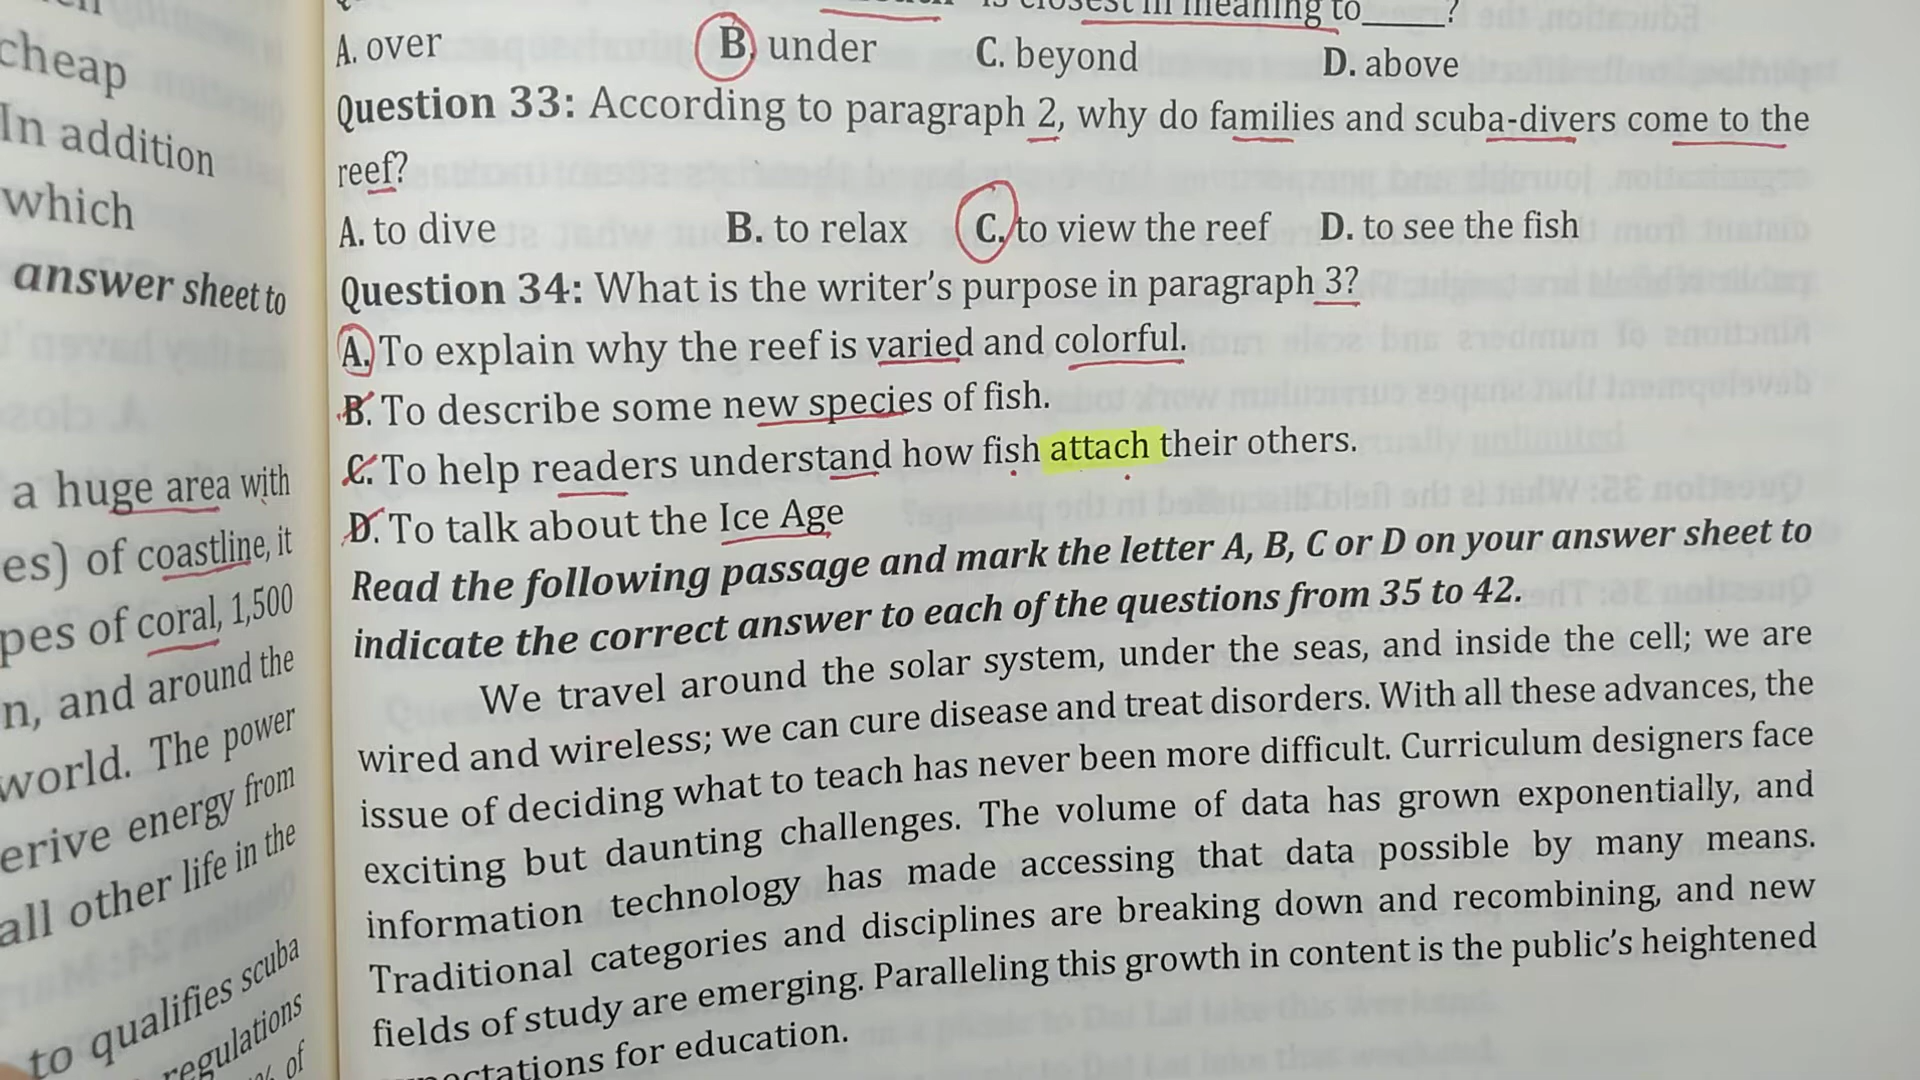 cheap
In addition
which
answer sheet to
a huge area with
es) of coastline, it
pes of coral, 1,500
n, and around the
world. The power
erive energy from
all other life in the
to qualifies scuba
regulations
of
is closest in meaning to_____?
A. over B. under C. beyond D. above
Question 33: According to paragraph 2, why do families and scuba-divers come to the
reef?
A. to dive B. to relax C. to view the reef D. to see the fish
Question 34: What is the writer's purpose in paragraph 3?
A. To explain why the reef is varied and colorful.
B. To describe some new species of fish.
C. To help readers understand how fish attach their others.
D. To talk about the Ice Age
Read the following passage and mark the letter A, B, C or D on your answer sheet to
indicate the correct answer to each of the questions from 35 to 42.
We travel around the solar system, under the seas, and inside the cell; we are
wired and wireless; we can cure disease and treat disorders. With all these advances, the
issue of deciding what to teach has never been more difficult. Curriculum designers face
exciting but daunting challenges. The volume of data has grown exponentially, and
information technology has made accessing that data possible by many means.
Traditional categories and disciplines are breaking down and recombining, and new
fields of study are emerging. Paralleling this growth in content is the public's heightened
pectations for education.